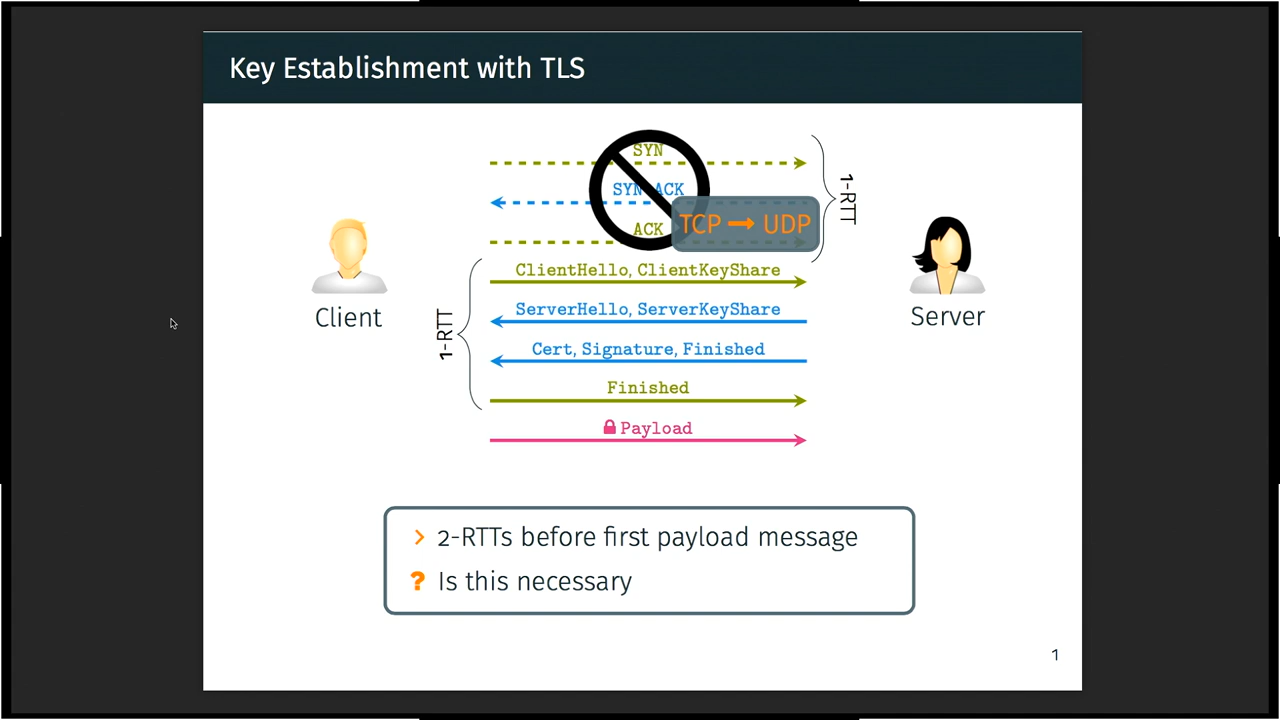 Key Establishment with TLS
SYN
SYN ACK
ACK
TCP → UDP
1-RTT
ClientHello, ClientKeyShare
ServerHello, ServerKeyShare
Cert, Signature, Finished
Finished
Payload
1-RTT
Client
Server
2-RTTs before first payload message
? Is this necessary
1